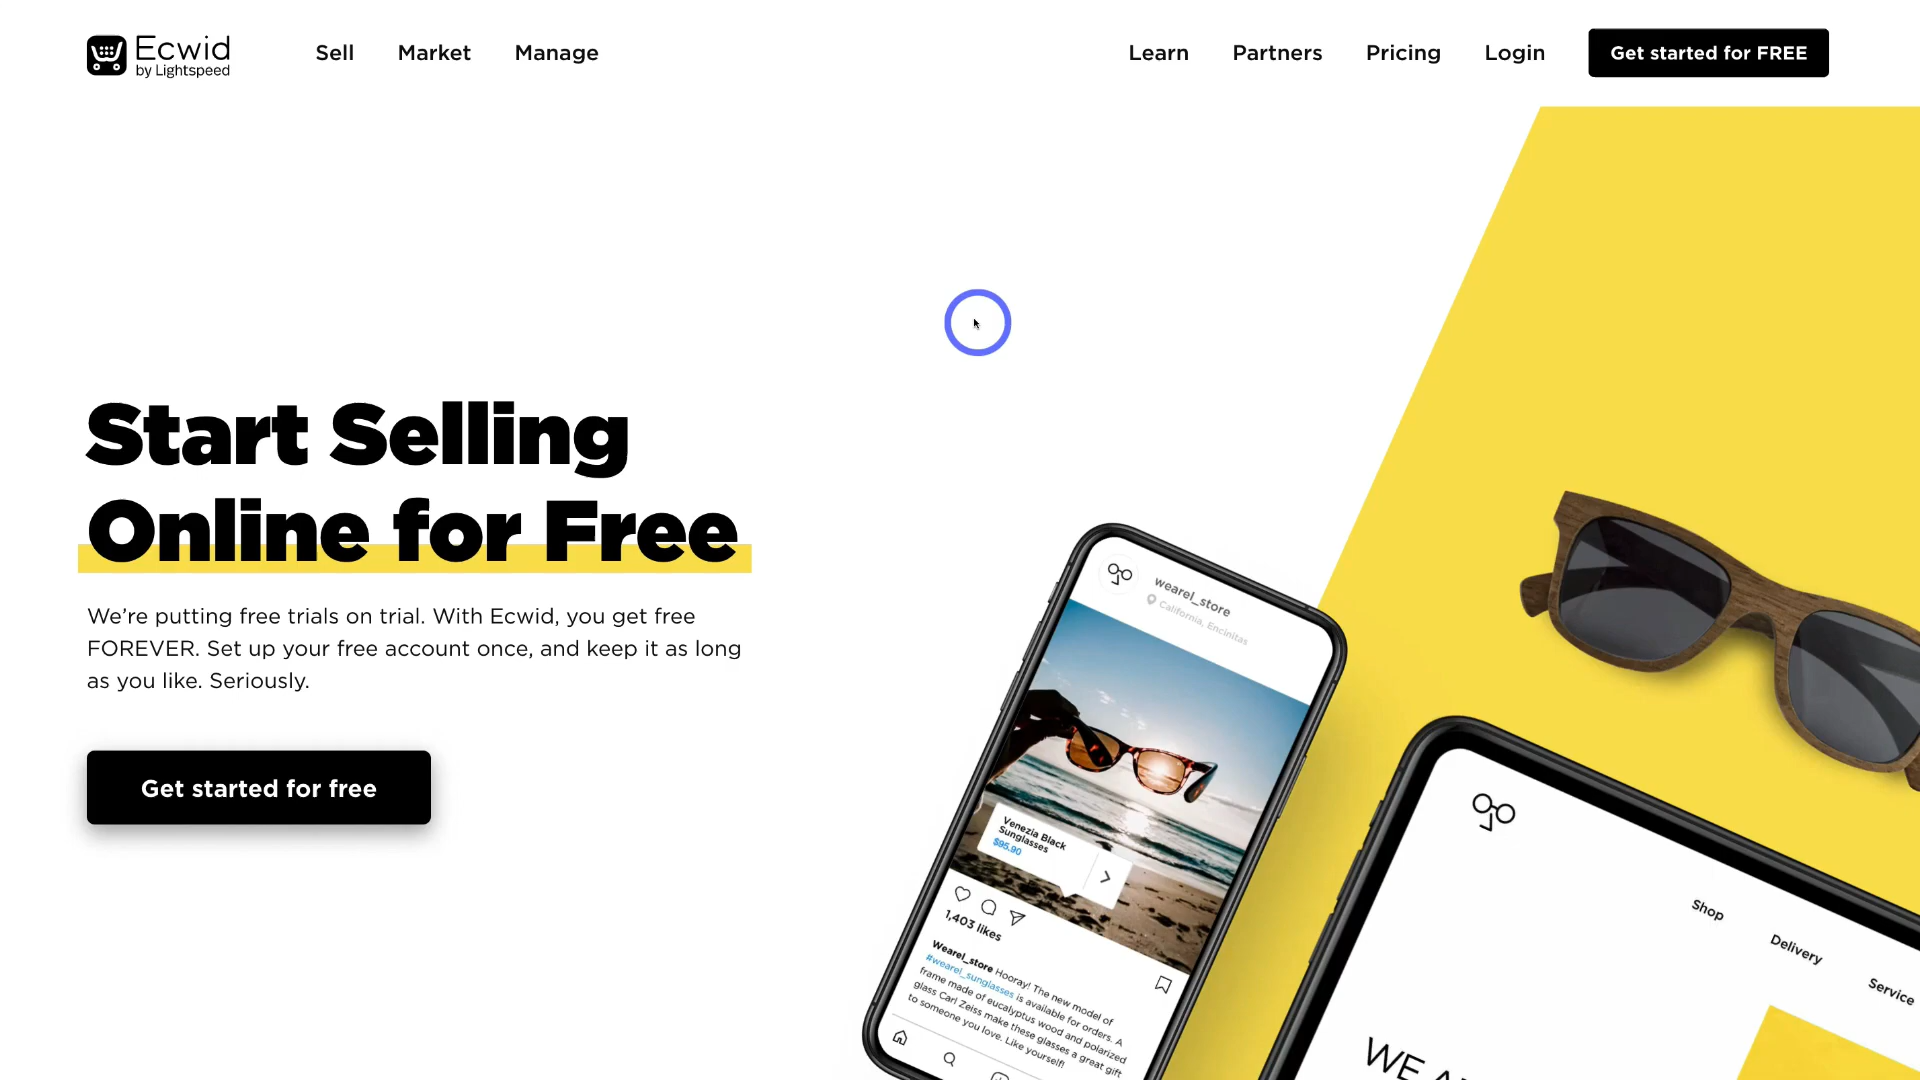 Ecwid
by Lightspeed
Sell
Market
Manage
Learn
Partners
Pricing
Login
Get started for FREE
Start Selling
Online for Free
We’re putting free trials on trial. With Ecwid, you get free
FOREVER. Set up your free account once, and keep it as long
as you like. Seriously.
Get started for free
wearel_store
California, Encinitas
Venezia Black
Sunglasses
$95.90
1,403 likes
Wearel_store Hooray! The new model of
#wearel_sunglasses is available for orders. A
frame made of eucalyptus wood and polarized
glass Carl Zeiss make these glasses a great gift
to someone you love. Like yourself!
Shop
Delivery
Service
WE